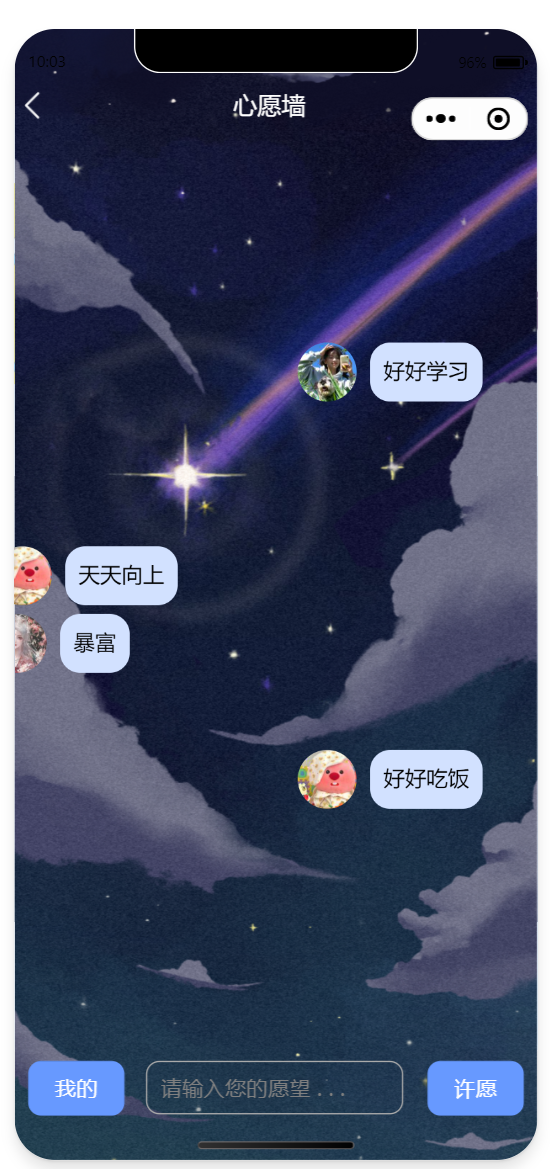 10:03
96%
心愿墙
好好学习
天天向上
暴富
好好吃饭
我的
请输入您的愿望 . . .
许愿